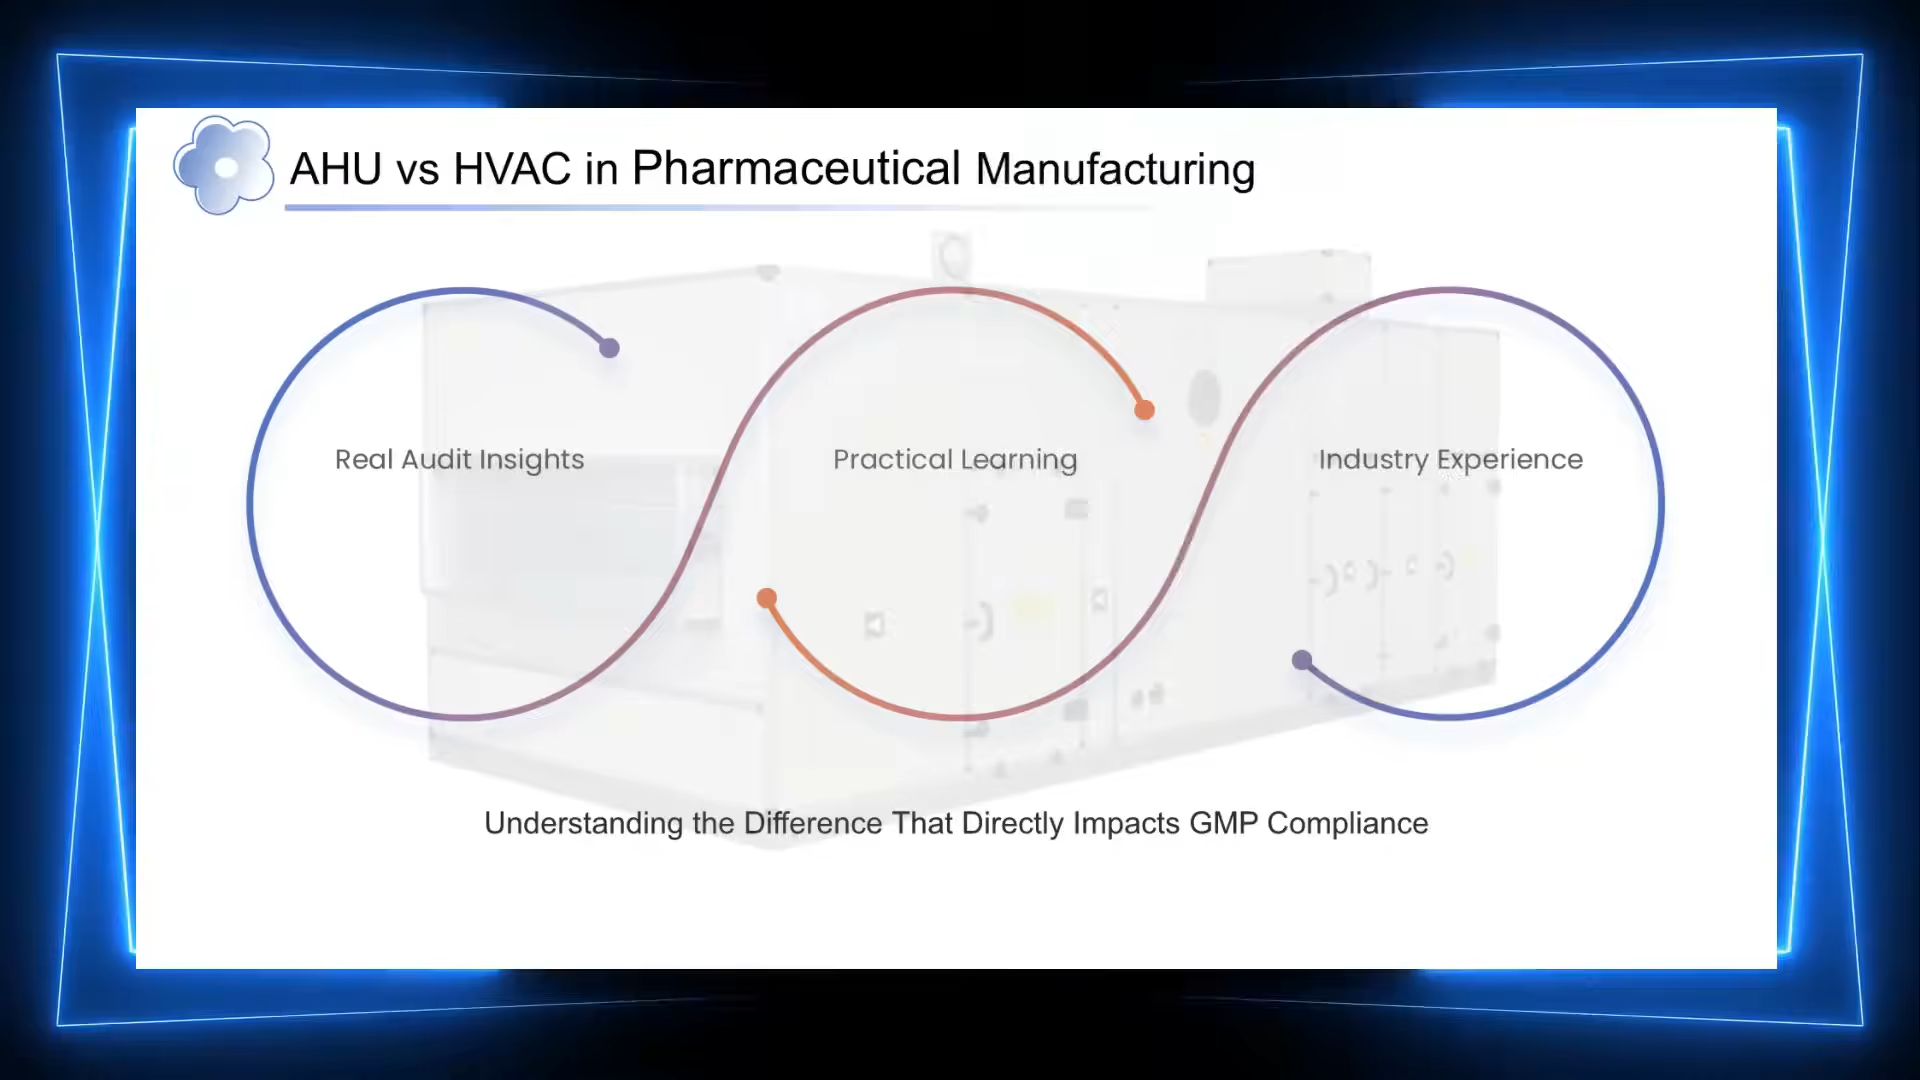 AHU vs HVAC in Pharmaceutical Manufacturing
Real Audit Insights
Practical Learning
Industry Experience
Understanding the Difference That Directly Impacts GMP Compliance